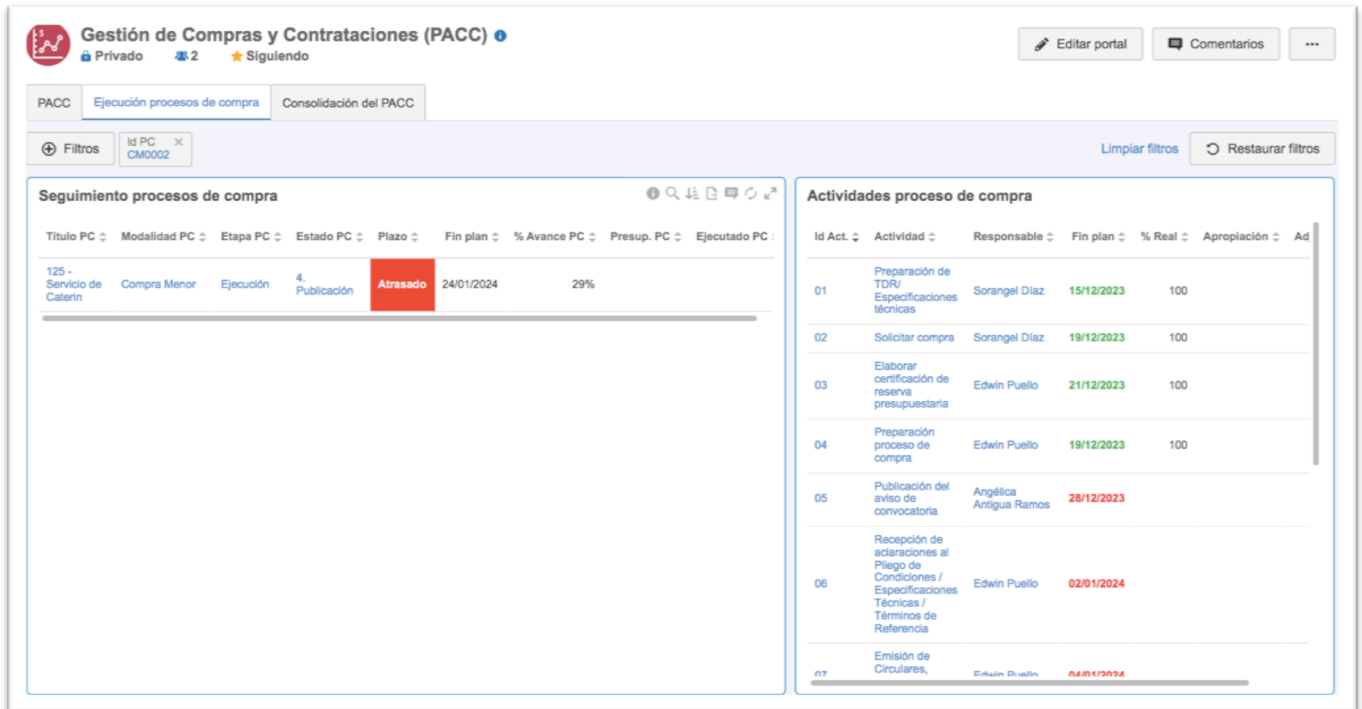 Gestión de Compras y Contrataciones (PACC)
Privado 2 Siguiendo
Editar portal Comentarios ...
PACC Ejecución procesos de compra Consolidación del PACC
Filtros
Id PC
CM0002
Limpiar filtros Restaurar filtros
Seguimiento procesos de compra
Título PC Modalidad PC Etapa PC Estado PC Plazo Fin plan % Avance PC Presup. PC Ejecutado PC
125 -
Servicio de
Caterin
Compra Menor Ejecución
4.
Publicación
Atrasado 24/01/2024 29%
Actividades proceso de compra
Id Act. Actividad Responsable Fin plan % Real Apropiación Ad
01
Preparación de
TDR/
Especificaciones
técnicas
Sorangel Díaz 15/12/2023 100
02 Solicitar compra Sorangel Díaz 19/12/2023 100
03
Elaborar
certificación de
reserva
presupuestaria
Edwin Puello 21/12/2023 100
04
Preparación
proceso de
compra
Edwin Puello 19/12/2023 100
05
Publicación del
aviso de
convocatoria
Angélica
Antigua Ramos
28/12/2023
06
Recepción de
aclaraciones al
Pliego de
Condiciones /
Especificaciones
Técnicas /
Términos de
Referencia
Edwin Puello 02/01/2024
07
Emisión de
Circulares,
Edwin Puello 04/01/2024